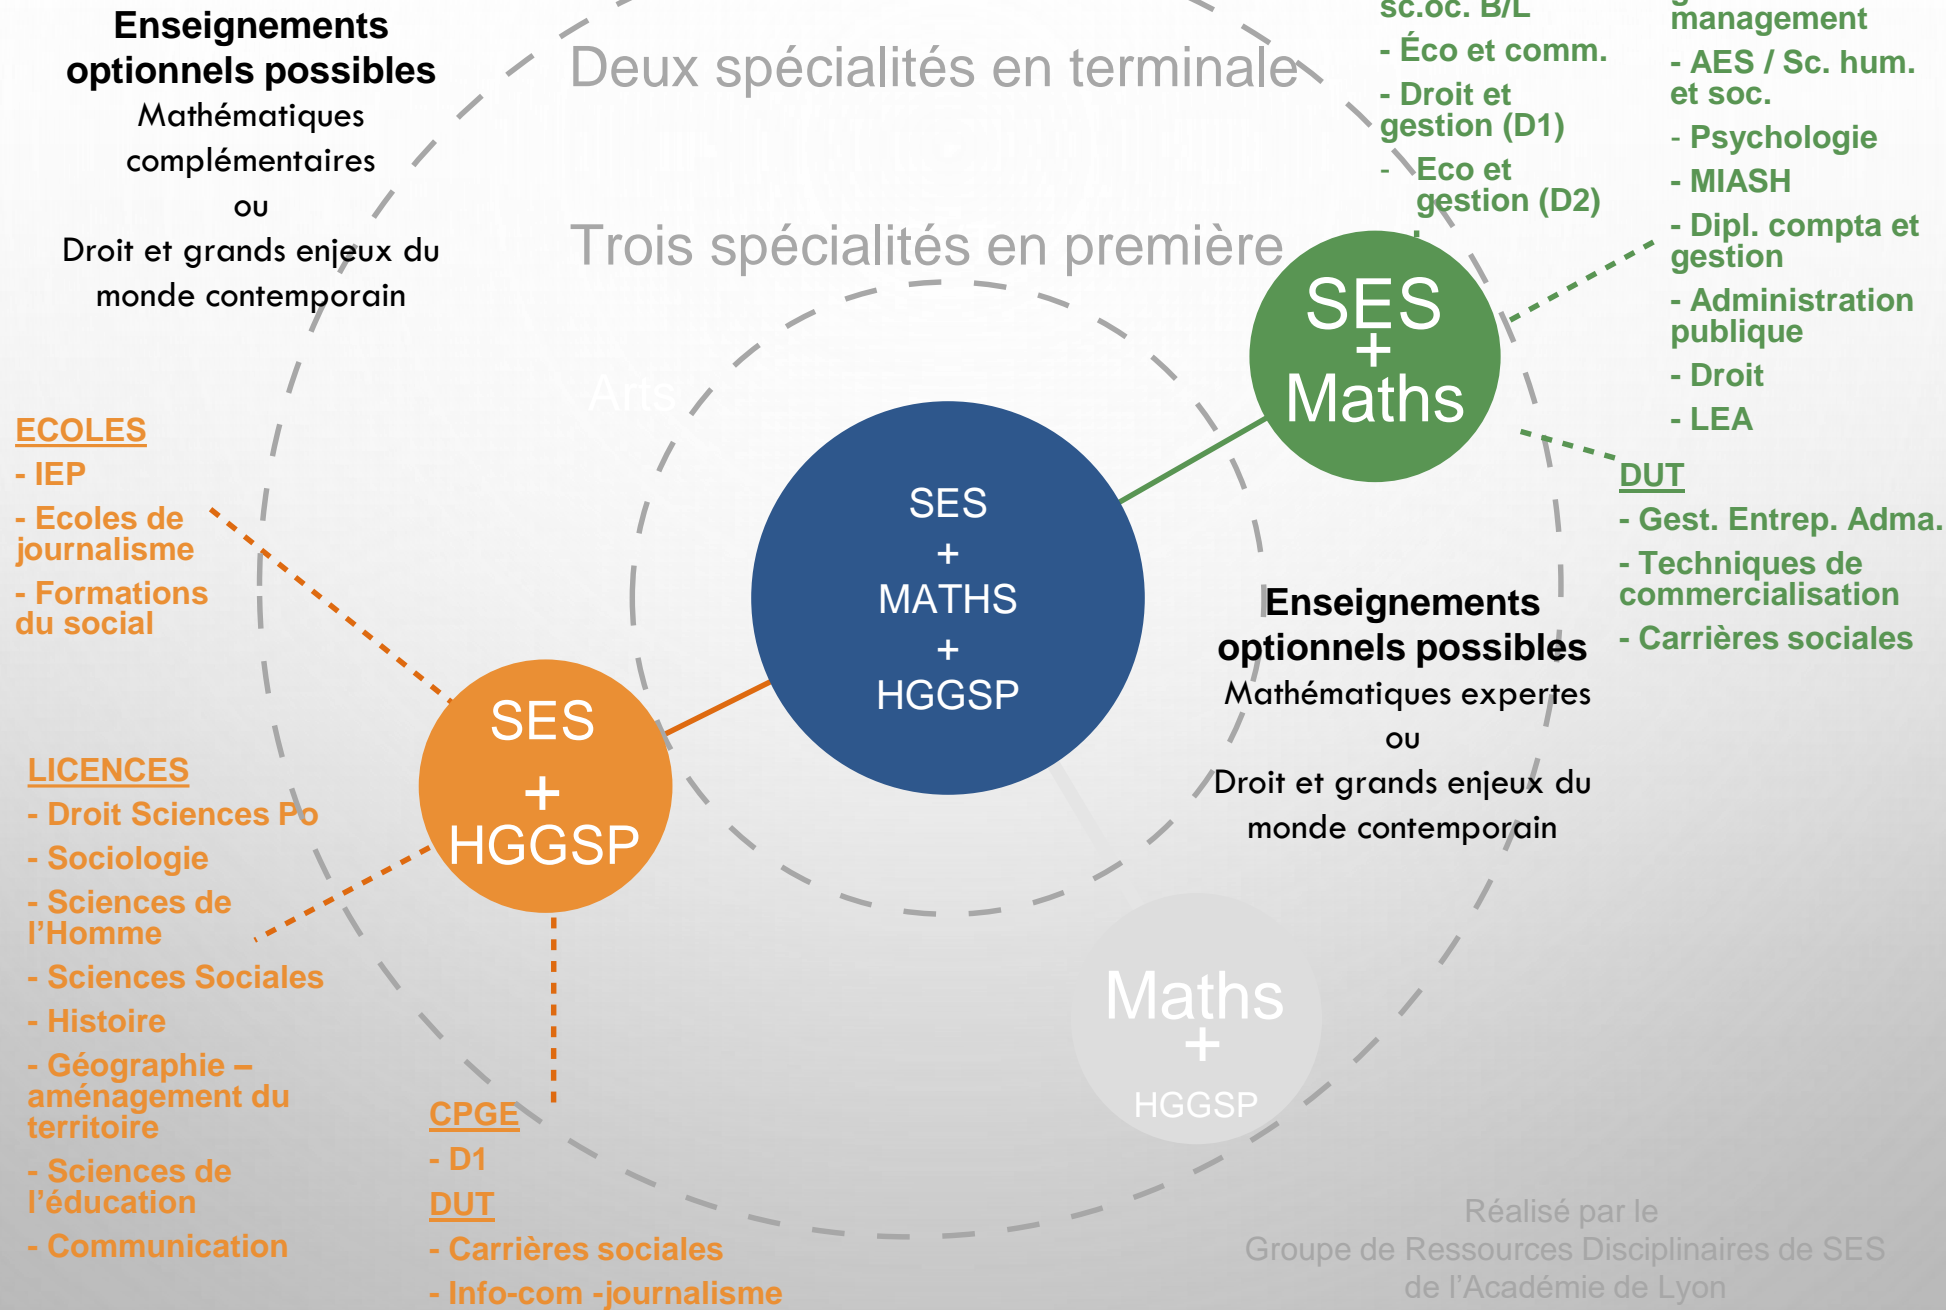 Enseignements
optionnels possibles
Mathématiques
complémentaires
ou
Droit et grands enjeux du
monde contemporain
Deux spécialités en terminale
Trois spécialités en première
Arts
sc.oc. B/L
- Éco et comm.
- Droit et
gestion (D1)
- Eco et
gestion (D2)
management
- AES / Sc. hum.
et soc.
- Psychologie
- MIASH
- Dipl. compta et
gestion
- Administration
publique
- Droit
- LEA
SES
+
Maths
DUT
- Gest. Entrep. Adma.
- Techniques de
commercialisation
- Carrières sociales
ECOLES
- IEP
- Ecoles de
journalisme
- Formations
du social
SES
+
MATHS
+
HGGSP
Enseignements
optionnels possibles
Mathématiques expertes
ou
Droit et grands enjeux du
monde contemporain
SES
+
HGGSP
LICENCES
- Droit Sciences Po
- Sociologie
- Sciences de
l’Homme
- Sciences Sociales
- Histoire
- Géographie –
aménagement du
territoire
- Sciences de
l’éducation
- Communication
CPGE
- D1
DUT
- Carrières sociales
- Info-com -journalisme
Maths
+
HGGSP
Réalisé par le
Groupe de Ressources Disciplinaires de SES
de l’Académie de Lyon